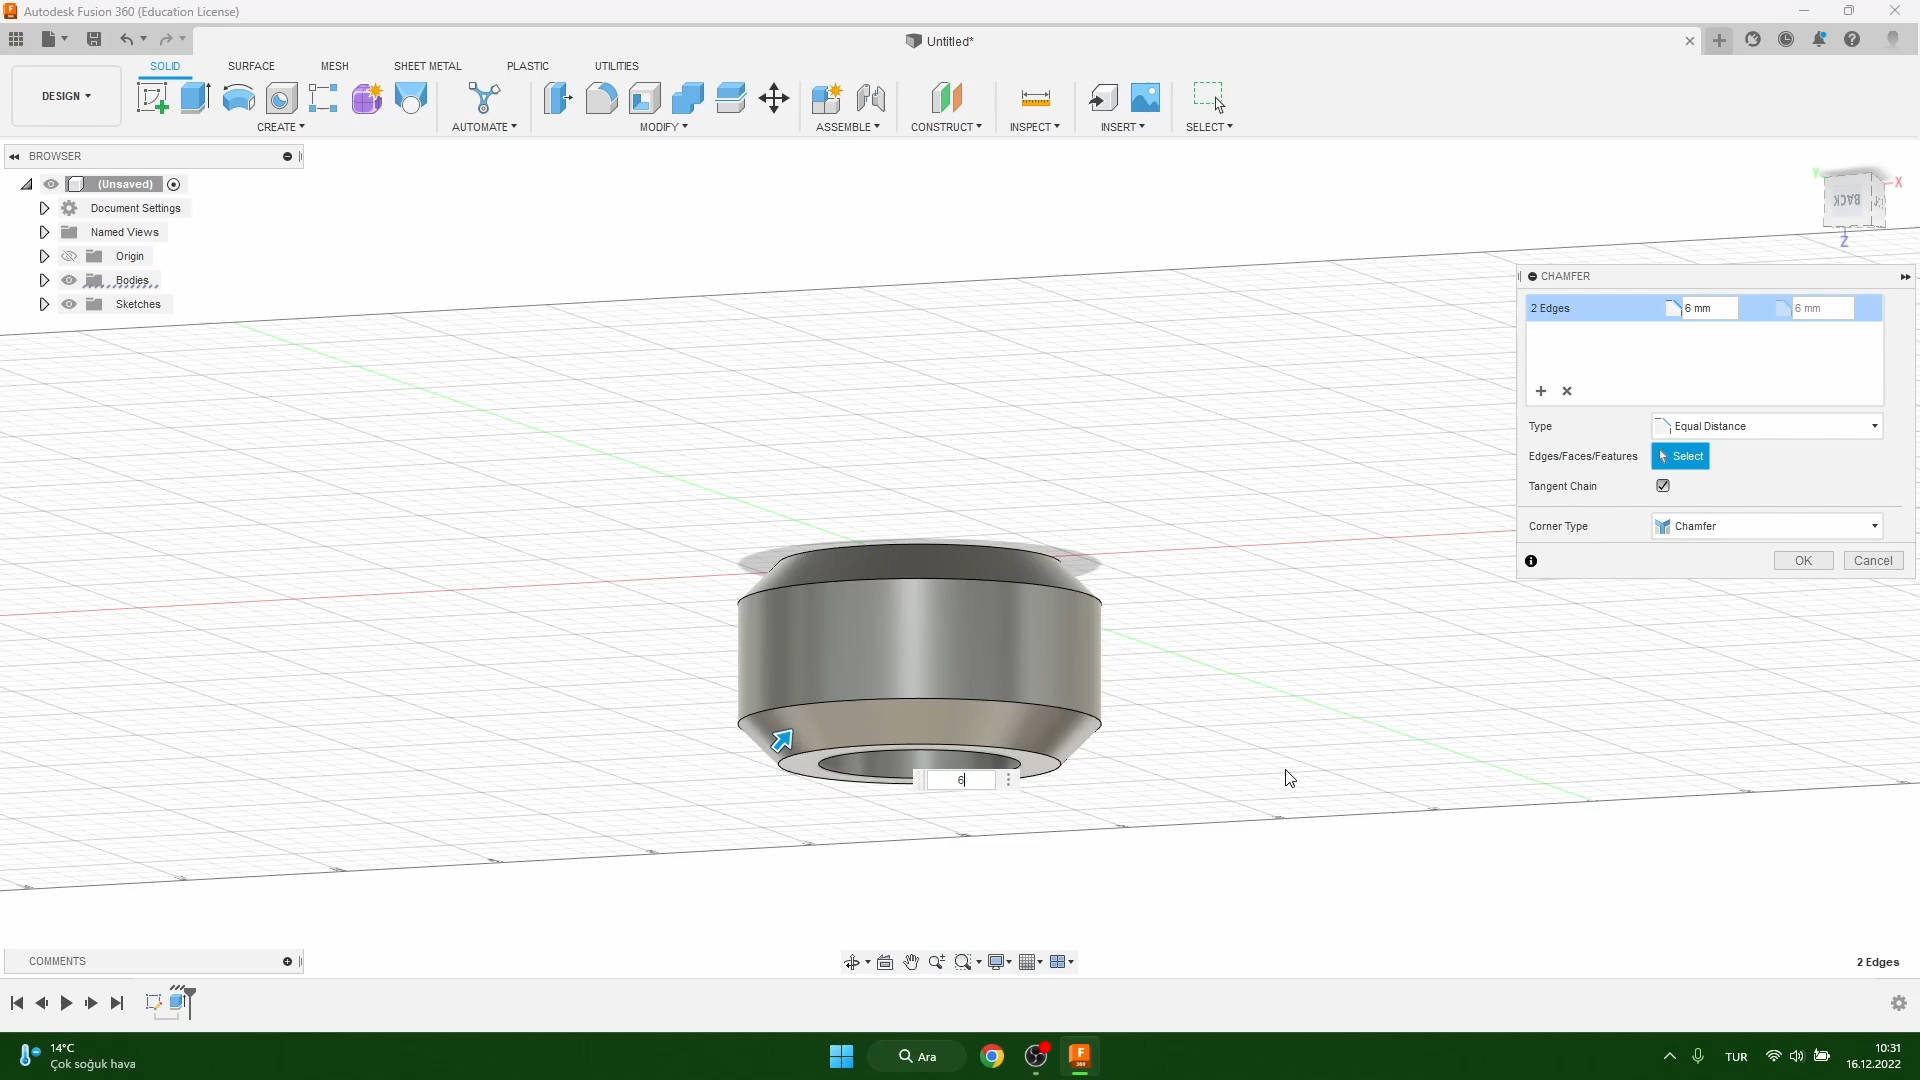 Autodesk Fusion 360 (Education License)
Untitled*
SOLID SURFACE MESH SHEET METAL PLASTIC UTILITIES
DESIGN
CREATE AUTOMATE MODIFY ASSEMBLE CONSTRUCT INSPECT INSERT SELECT
BROWSER
(Unsaved)
Document Settings
Named Views
Origin
Bodies
Sketches
Y
X
BACK
Z
CHAMFER
2 Edges 6 mm 6 mm
Type Equal Distance
Edges/Faces/Features Select
Tangent Chain
Corner Type Chamfer
OK Cancel
6
COMMENTS
2 Edges
14°C
Çok soğuk hava
Ara
F
360
TUR
10:31
16.12.2022